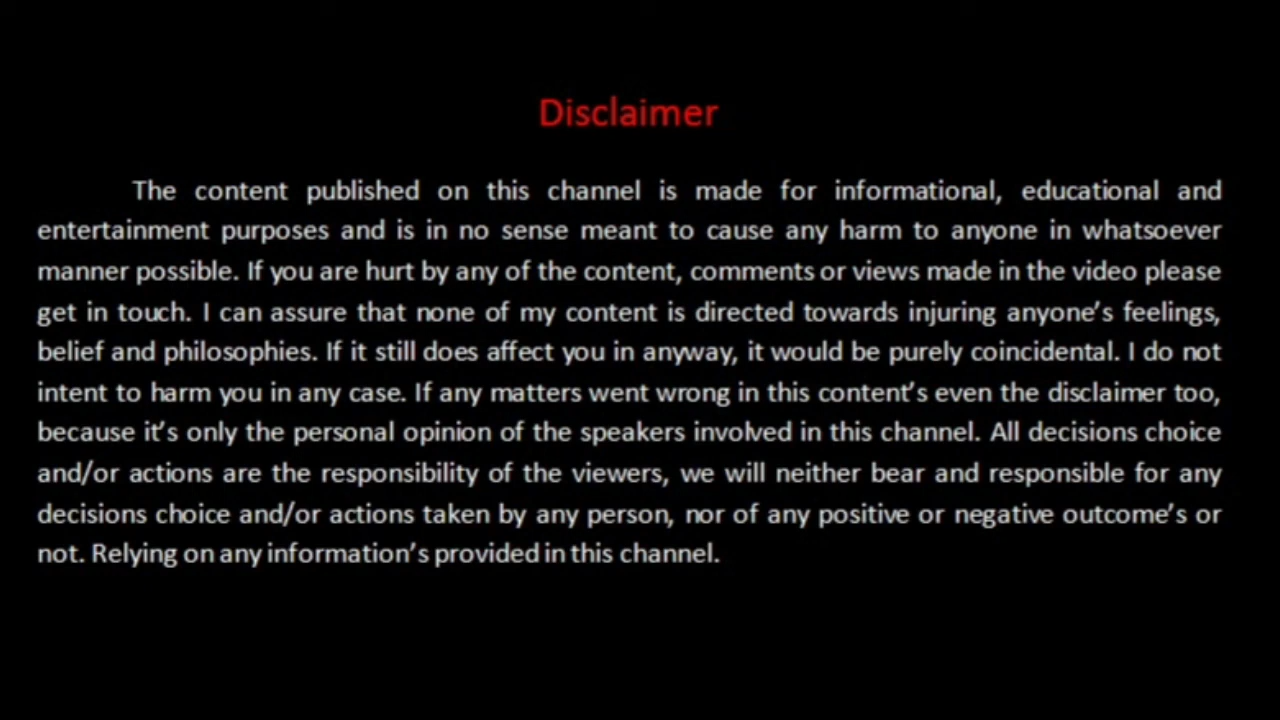 Disclaimer
The content published on this channel is made for informational, educational and
entertainment purposes and is in no sense meant to cause any harm to anyone in whatsoever
manner possible. If you are hurt by any of the content, comments or views made in the video please
get in touch. I can assure that none of my content is directed towards injuring anyone’s feelings,
belief and philosophies. If it still does affect you in anyway, it would be purely coincidental. I do not
intent to harm you in any case. If any matters went wrong in this content’s even the disclaimer too,
because it’s only the personal opinion of the speakers involved in this channel. All decisions choice
and/or actions are the responsibility of the viewers, we will neither bear and responsible for any
decisions choice and/or actions taken by any person, nor of any positive or negative outcome’s or
not. Relying on any information’s provided in this channel.